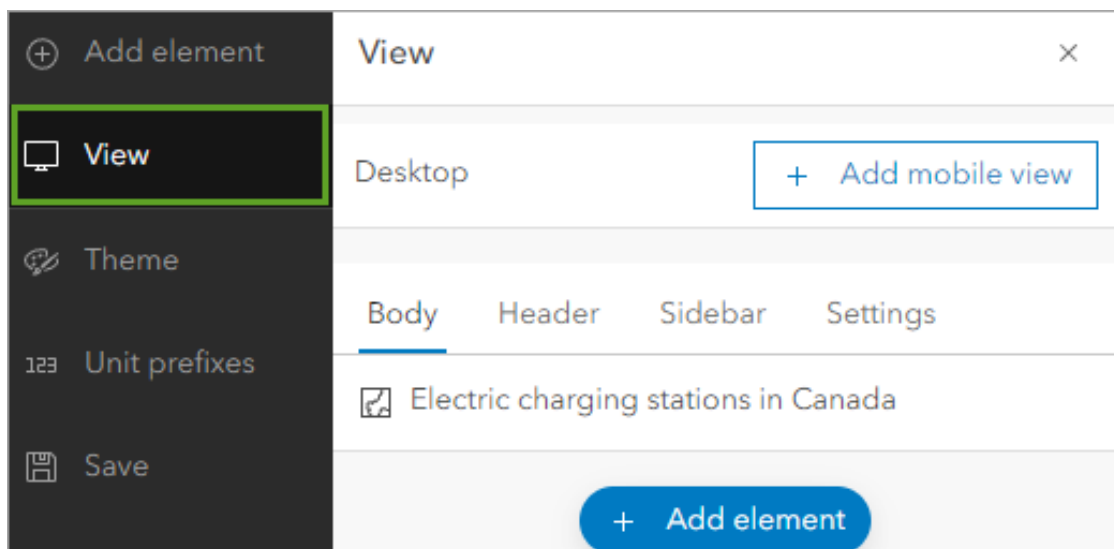 Add element
View
Theme
123 Unit prefixes
Save
View
Desktop
+ Add mobile view
Body Header Sidebar Settings
Electric charging stations in Canada
+ Add element